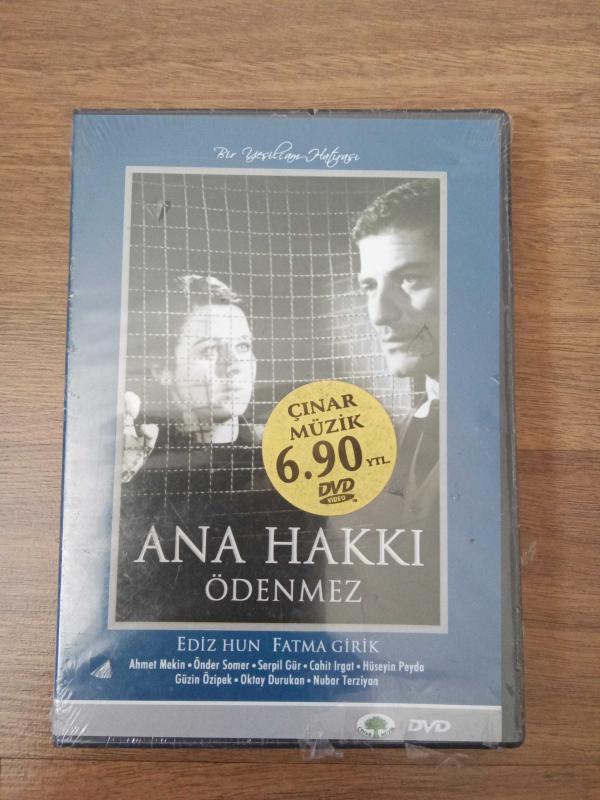 Bir Yeşilçam Hatırası
ÇINAR
MÜZİK
6.90 YTL.
DVD
VIDEO
ANA HAKKI
ÖDENMEZ
EDİZ HUN FATMA GİRİK
Ahmet Mekin • Önder Somer • Serpil Gür • Cahit Irgat • Hüseyin Peyda
Güzin Özipek • Oktay Durukan • Nubar Terziyan
DVD